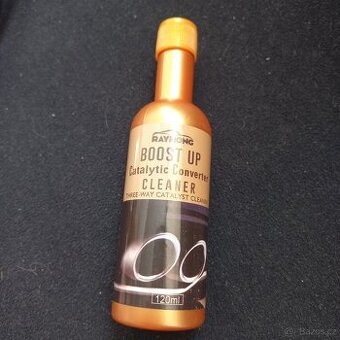 RAYHONG
BOOST UP
Catalytic Converter
CLEANER
THREE-WAY CATALYST CLEANER
120ml
Bazos.cz